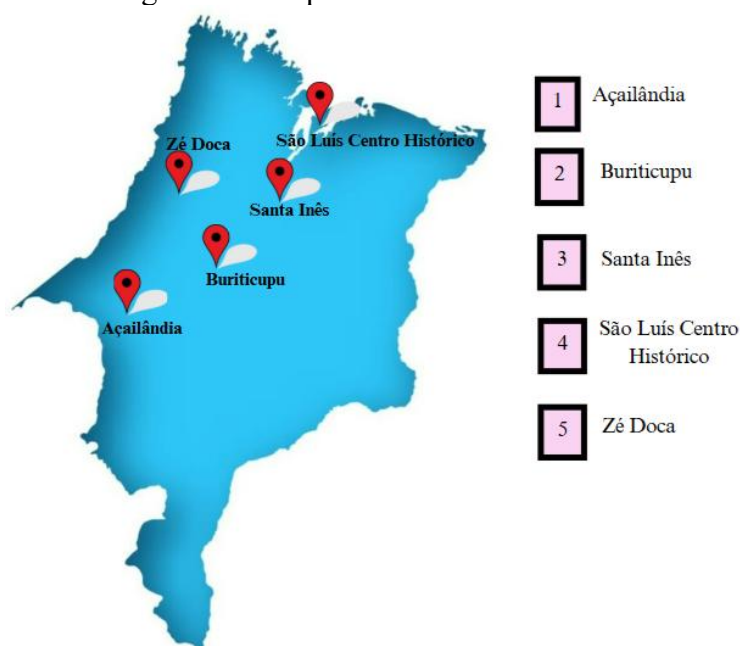 São Luís Centro Histórico
Zé Doca
Santa Inês
Buriticupu
Açailândia
1 Açailândia
2 Buriticupu
3 Santa Inês
4 São Luís Centro
Histórico
5 Zé Doca